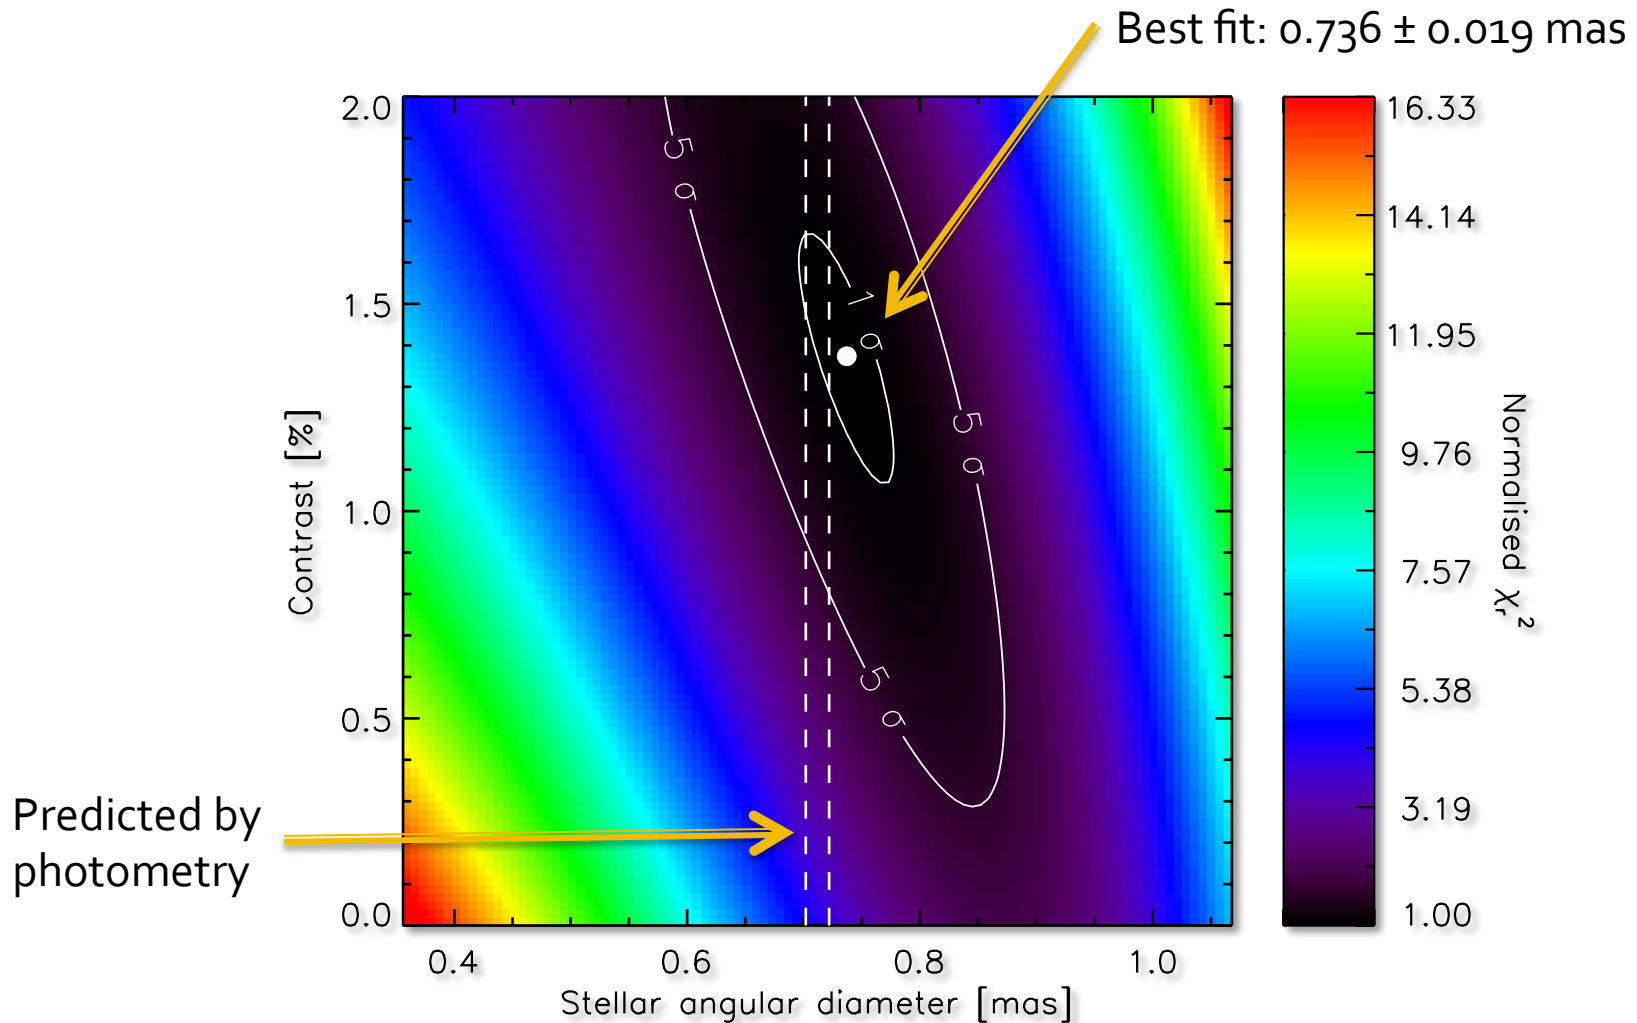 Best fit: 0.736 ± 0.019 mas
2.0
1.5
1.0
0.5
0.0
Contrast [%]
0.4 0.6 0.8 1.0
Stellar angular diameter [mas]
5 σ
1 σ
5 σ
5 σ
Predicted by
photometry
16.33
14.14
11.95
9.76
7.57
5.38
3.19
1.00
Normalised χr²